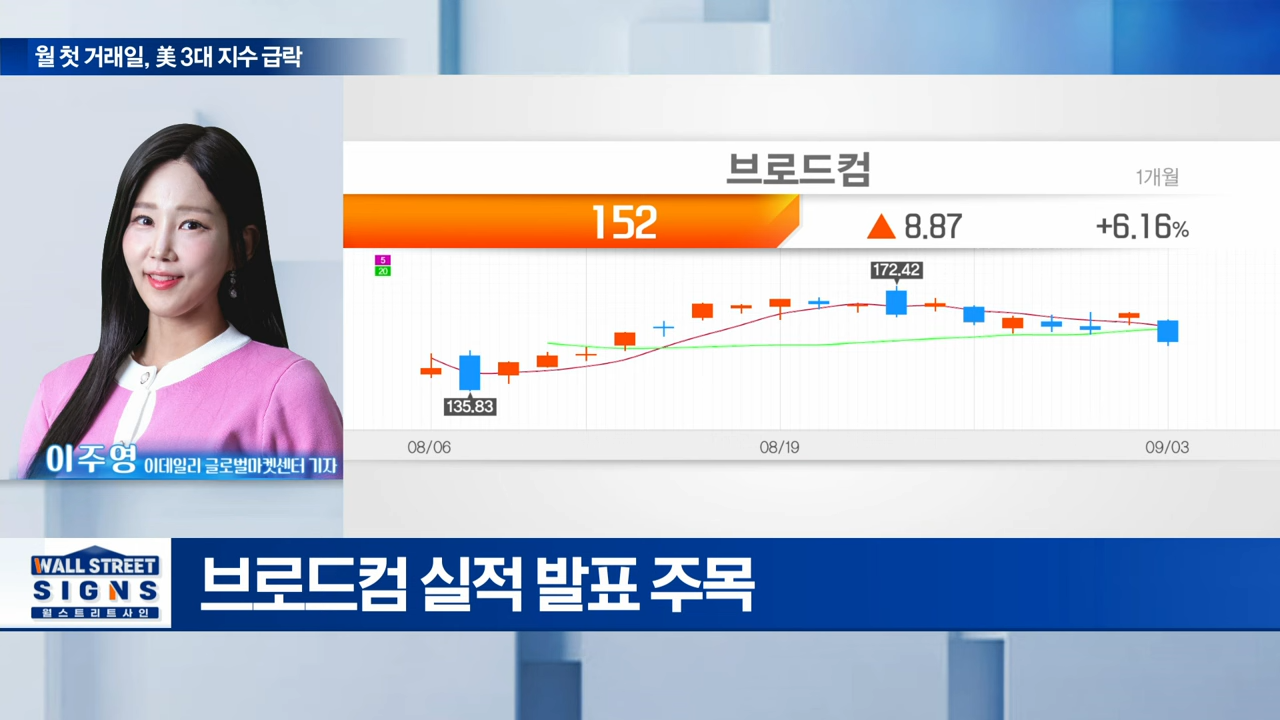 월 첫 거래일, 美 3대 지수 급락
브로드컴
1개월
152
▲ 8.87
+6.16%
5
20
172.42
135.83
08/06
08/19
09/03
이주영 이데일리 글로벌마켓센터 기자
WALL STREET
SIGNS
월스트리트사인
브로드컴 실적 발표 주목